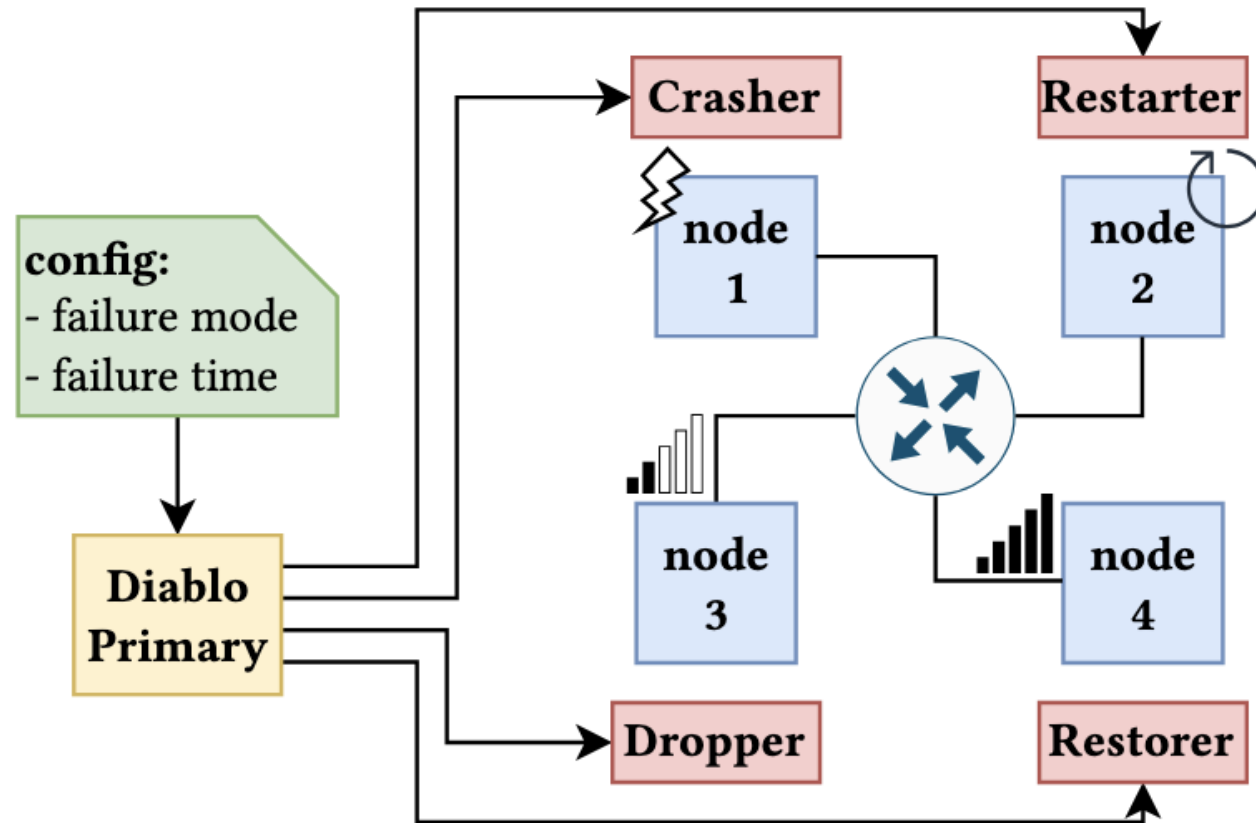 Crasher
Restarter
config:
- failure mode
- failure time
node
1
node
2
Diablo
Primary
node
3
node
4
Dropper
Restorer